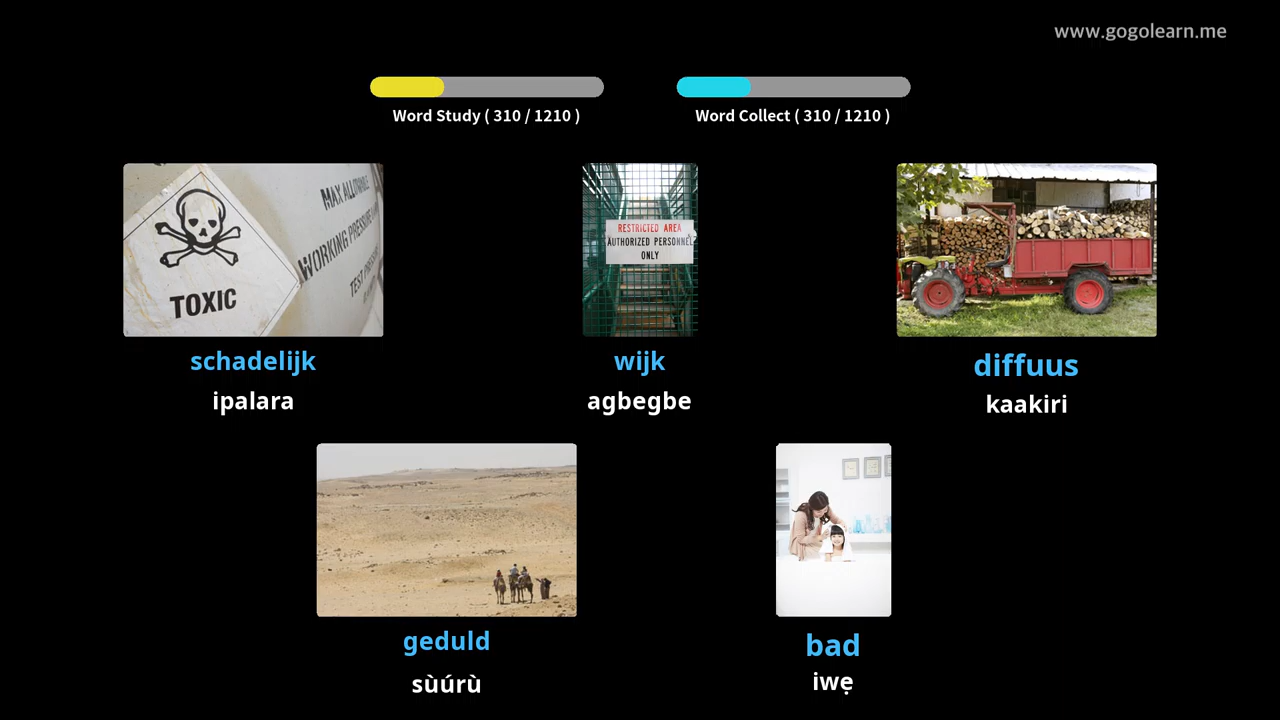 www.gogolearn.me
Word Study ( 310 / 1210 )
Word Collect ( 310 / 1210 )
TOXIC
MAX ALLOWABLE
WORKING PRESSURE
RESTRICTED AREA
AUTHORIZED PERSONNEL
ONLY
schadelijk
ipalara
wijk
agbegbe
diffuus
kaakiri
geduld
sùúrù
bad
iwẹ